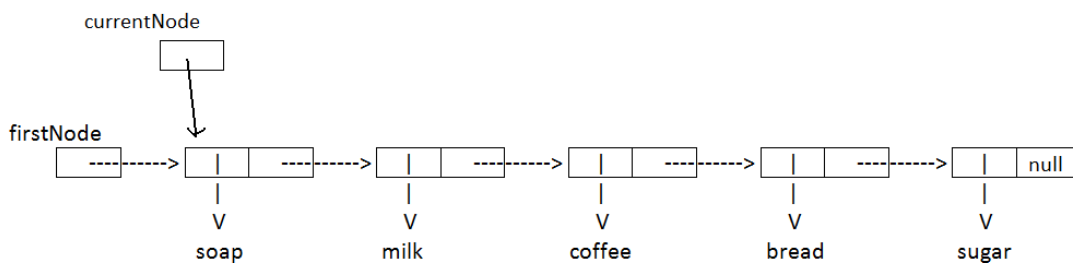 currentNode
firstNode
---------->
---------->
---------->
---------->
---------->
null
| | | | |
| | | | |
V V V V V
soap milk coffee bread sugar